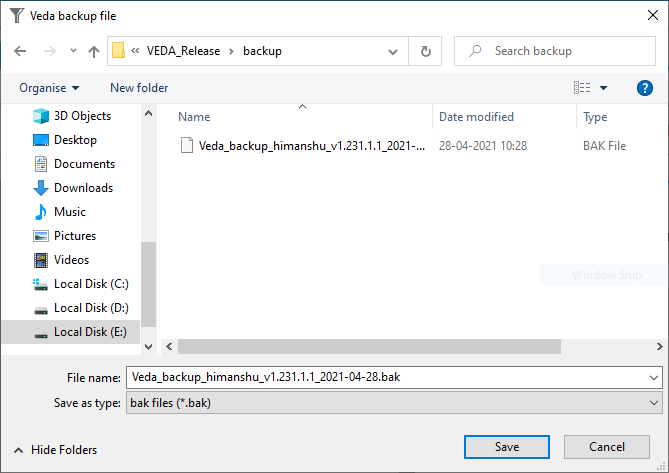 Veda backup file
VEDA_Release
backup
Search backup
Organise
New folder
3D Objects
Desktop
Documents
Downloads
Music
Pictures
Videos
Local Disk (C:)
Local Disk (D:)
Local Disk (E:)
Name
Date modified
Type
Veda_backup_himanshu_v1.231.1.1_2021-...
28-04-2021 10:28
BAK File
Window Snip
File name:
Veda_backup_himanshu_v1.231.1.1_2021-04-28.bak
Save as type:
bak files (*.bak)
Hide Folders
Save
Cancel